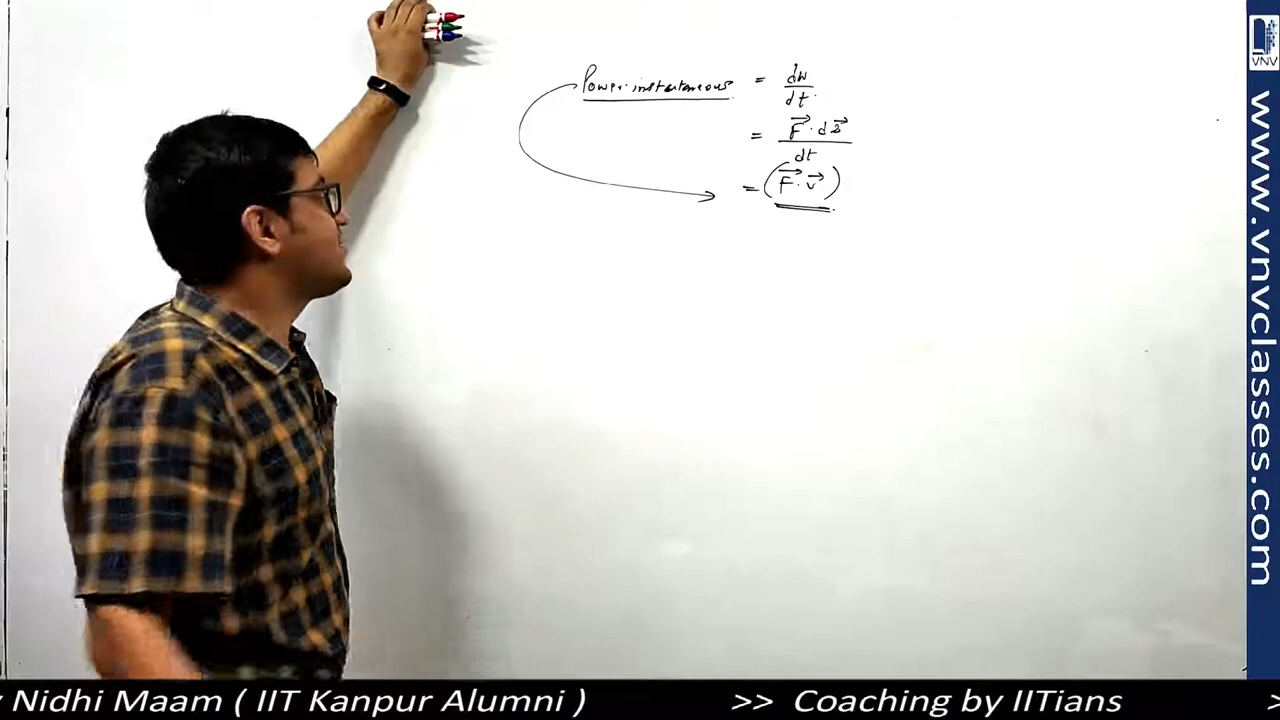 Power instantaneous = dW/dt
= F⃗ · ds⃗ / dt
= (F⃗ · v⃗)
VNV
www.vnvclasses.com
Nidhi Maam ( IIT Kanpur Alumni ) >> Coaching by IITians >